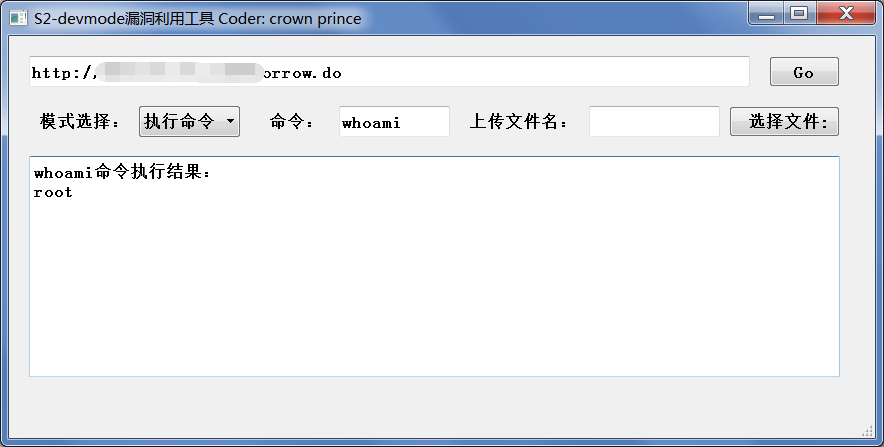 S2-devmode漏洞利用工具 Coder: crown prince
http:/ orrow.do Go
模式选择： 执行命令 命令： whoami 上传文件名： 选择文件:
whoami命令执行结果：
root